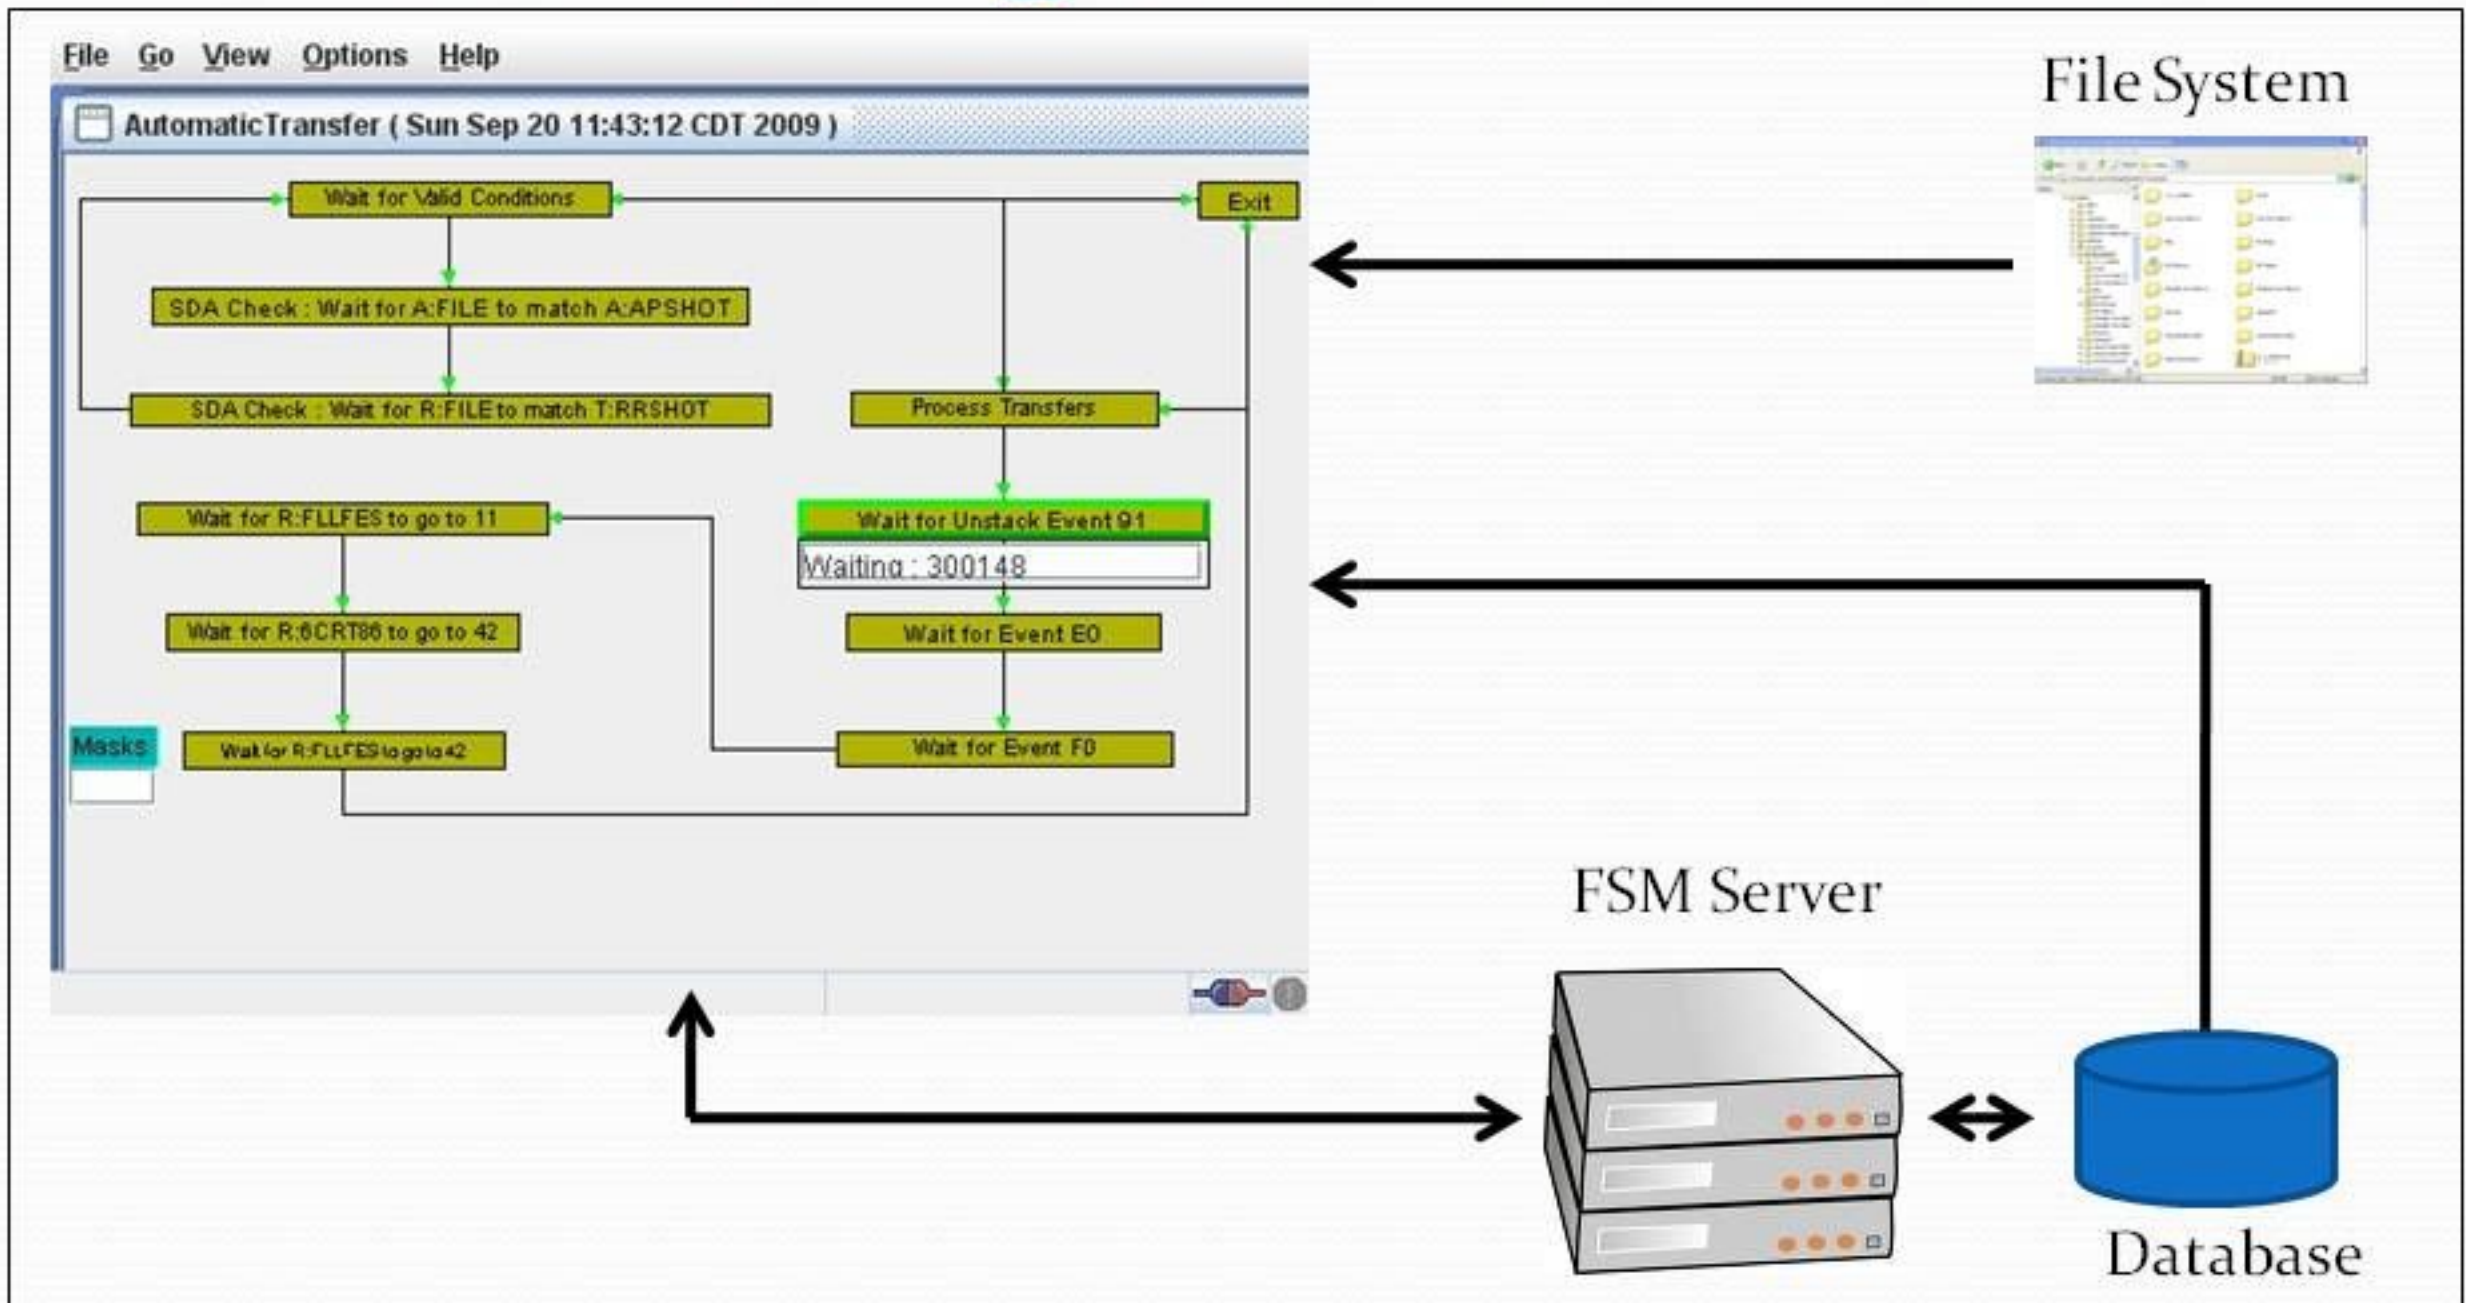 File Go View Options Help
AutomaticTransfer ( Sun Sep 20 11:43:12 CDT 2009 )
Wait for Valid Conditions
Exit
SDA Check : Wait for A:FILE to match A:APSHOT
SDA Check : Wait for R:FILE to match T:RRSHOT
Process Transfers
Wait for R:FLLFES to go to 11
Wait for Unstack Event 91
Waiting : 300148
Wait for R:6CRT86 to go to 42
Wait for Event E0
Masks
Wait for R:FLLFES to go to 42
Wait for Event F0
File System
FSM Server
Database